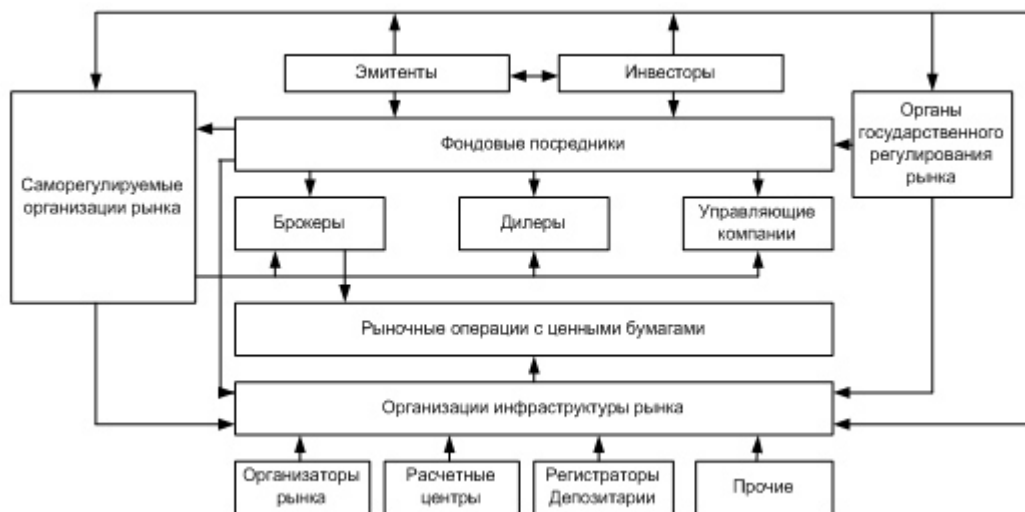 Эмитенты
Инвесторы
Саморегулируемые
организации рынка
Фондовые посредники
Органы
государственного
регулирования
рынка
Брокеры
Дилеры
Управляющие
компании
Рыночные операции с ценными бумагами
Организации инфраструктуры рынка
Организаторы
рынка
Расчетные
центры
Регистраторы
Депозитарии
Прочие